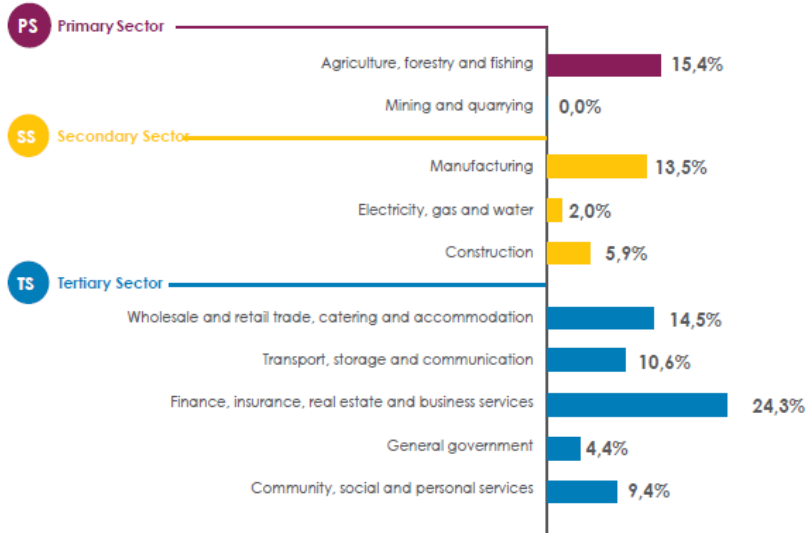 PS Primary Sector
Agriculture, forestry and fishing 15,4%
Mining and quarrying 0,0%
SS Secondary Sector
Manufacturing 13,5%
Electricity, gas and water 2,0%
Construction 5,9%
TS Tertiary Sector
Wholesale and retail trade, catering and accommodation 14,5%
Transport, storage and communication 10,6%
Finance, insurance, real estate and business services 24,3%
General government 4,4%
Community, social and personal services 9,4%